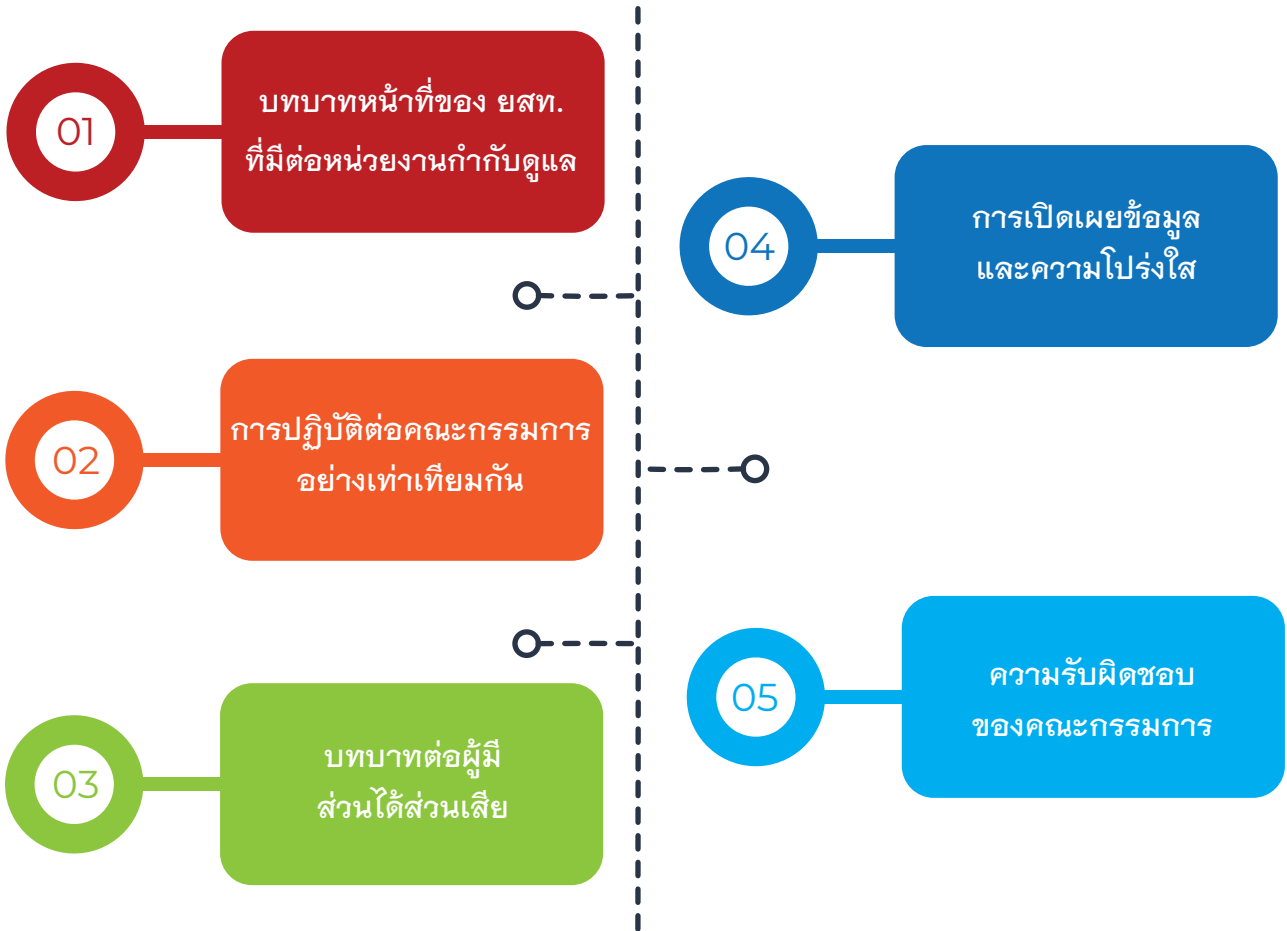 01
บทบาทหน้าที่ของ ยสท.
ที่มีต่อหน่วยงานกำกับดูแล
02
การปฏิบัติต่อคณะกรรมการ
อย่างเท่าเทียมกัน
03
บทบาทต่อผู้มี
ส่วนได้ส่วนเสีย
04
การเปิดเผยข้อมูล
และความโปร่งใส
05
ความรับผิดชอบ
ของคณะกรรมการ